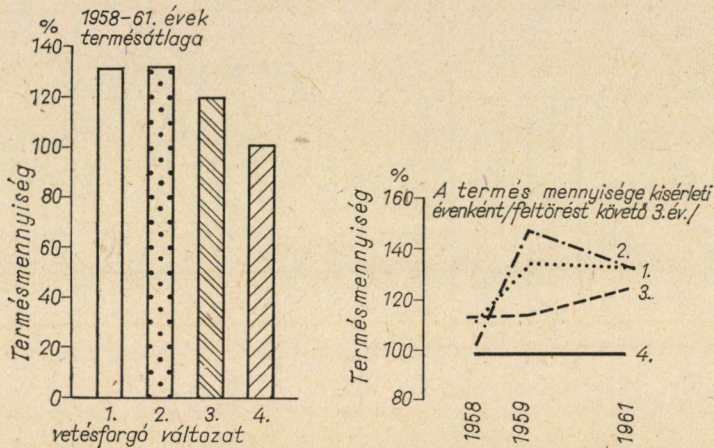 %
1958-61. évek
termésátlaga
140
120
100
80
60
40
20
0
Termésmennyiség
1. 2. 3. 4.
vetésforgó változat
%
A termés mennyisége kisérleti
évenként/feltörést követő 3.év./
160
140
120
100
80
Termésmennyiség
2.
1.
3.
4.
1958
1959
1961